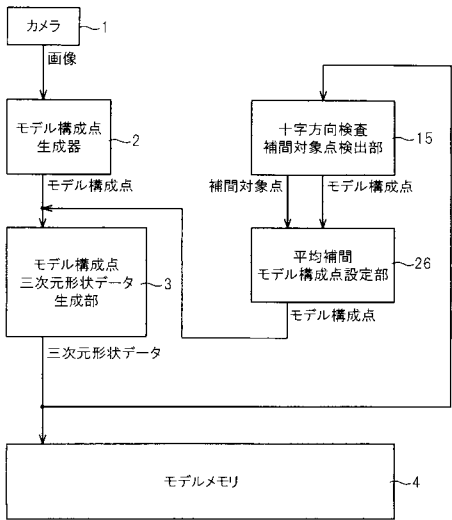 カメラ
1
画像
モデル構成点
生成器
2
モデル構成点
モデル構成点
三次元形状データ
生成部
3
三次元形状データ
十字方向検査
補間対象点検出部
15
補間対象点
モデル構成点
平均補間
モデル構成点設定部
26
モデル構成点
モデルメモリ
4